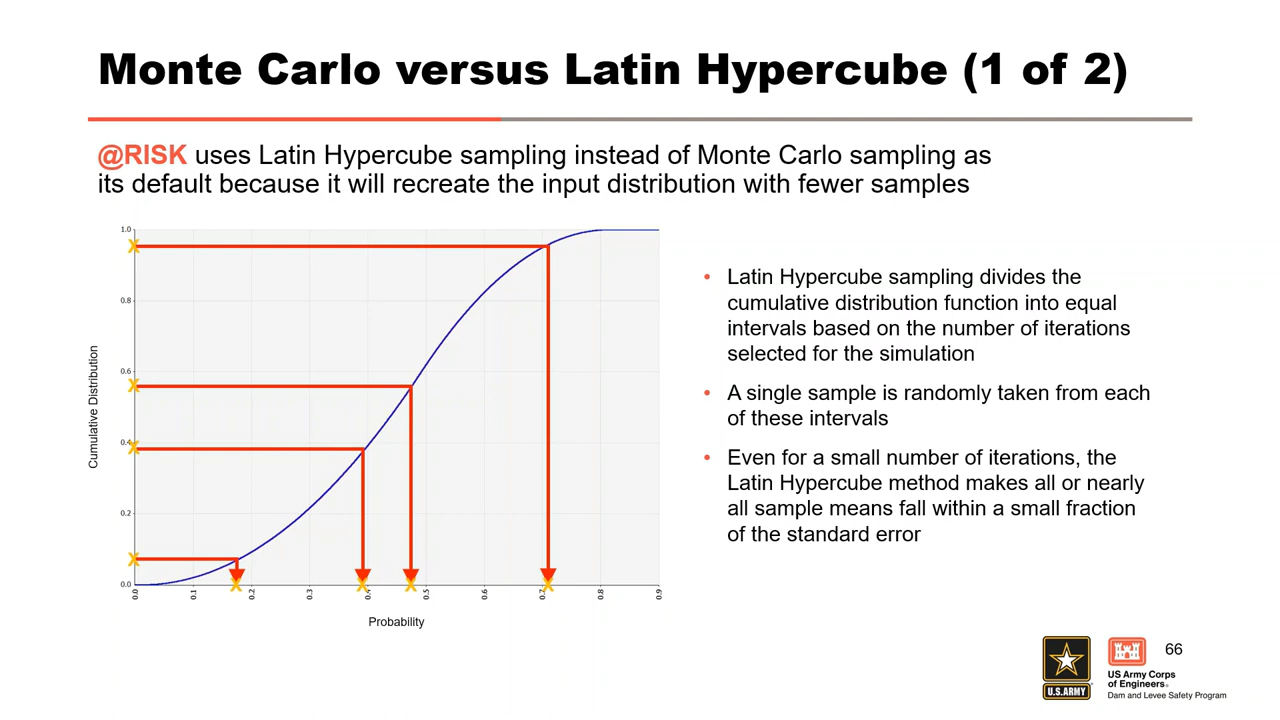 Monte Carlo versus Latin Hypercube (1 of 2)
@RISK uses Latin Hypercube sampling instead of Monte Carlo sampling as
its default because it will recreate the input distribution with fewer samples
1.0
0.8
0.6
0.4
0.2
0.0
Cumulative Distribution
0.0
0.1
0.2
0.3
0.4
0.5
0.6
0.7
0.8
0.9
Probability
• Latin Hypercube sampling divides the
cumulative distribution function into equal
intervals based on the number of iterations
selected for the simulation
• A single sample is randomly taken from each
of these intervals
• Even for a small number of iterations, the
Latin Hypercube method makes all or nearly
all sample means fall within a small fraction
of the standard error
U.S.ARMY
US Army Corps
of Engineers®
Dam and Levee Safety Program
66